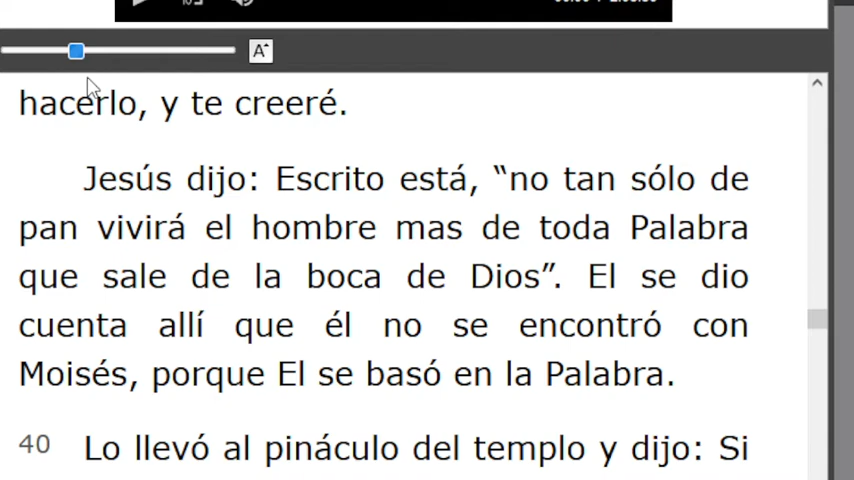 A
hacerlo, y te creeré.
Jesús dijo: Escrito está, “no tan sólo de
pan vivirá el hombre mas de toda Palabra
que sale de la boca de Dios”. El se dio
cuenta allí que él no se encontró con
Moisés, porque El se basó en la Palabra.
40 Lo llevó al pináculo del templo y dijo: Si